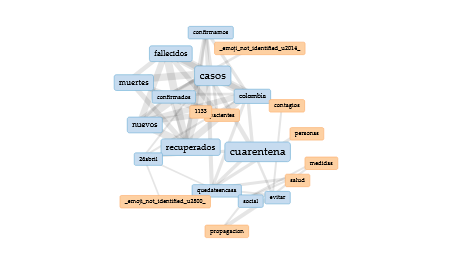 confirmamos
_emoji_not_identified_u2014_
fallecidos
casos
muertes
confirmados
colombia
contagios
1133
nuevos
personas
recuperados
cuarentena
28abril
medidas
salud
quedateencasa
evitar
_emoji_not_identified_u2800_
social
propagacion